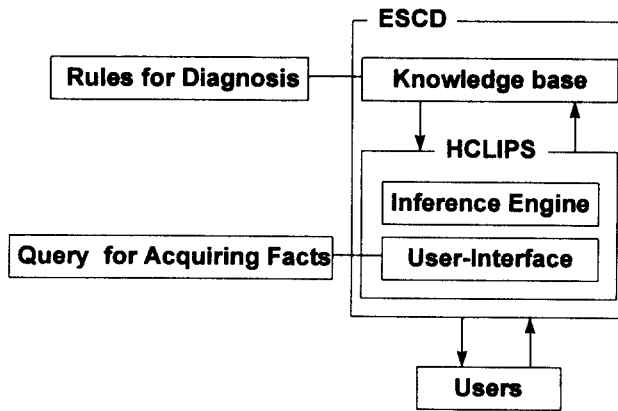 ESCD
Rules for Diagnosis
Knowledge base
HCLIPS
Inference Engine
Query for Acquiring Facts
User-Interface
Users